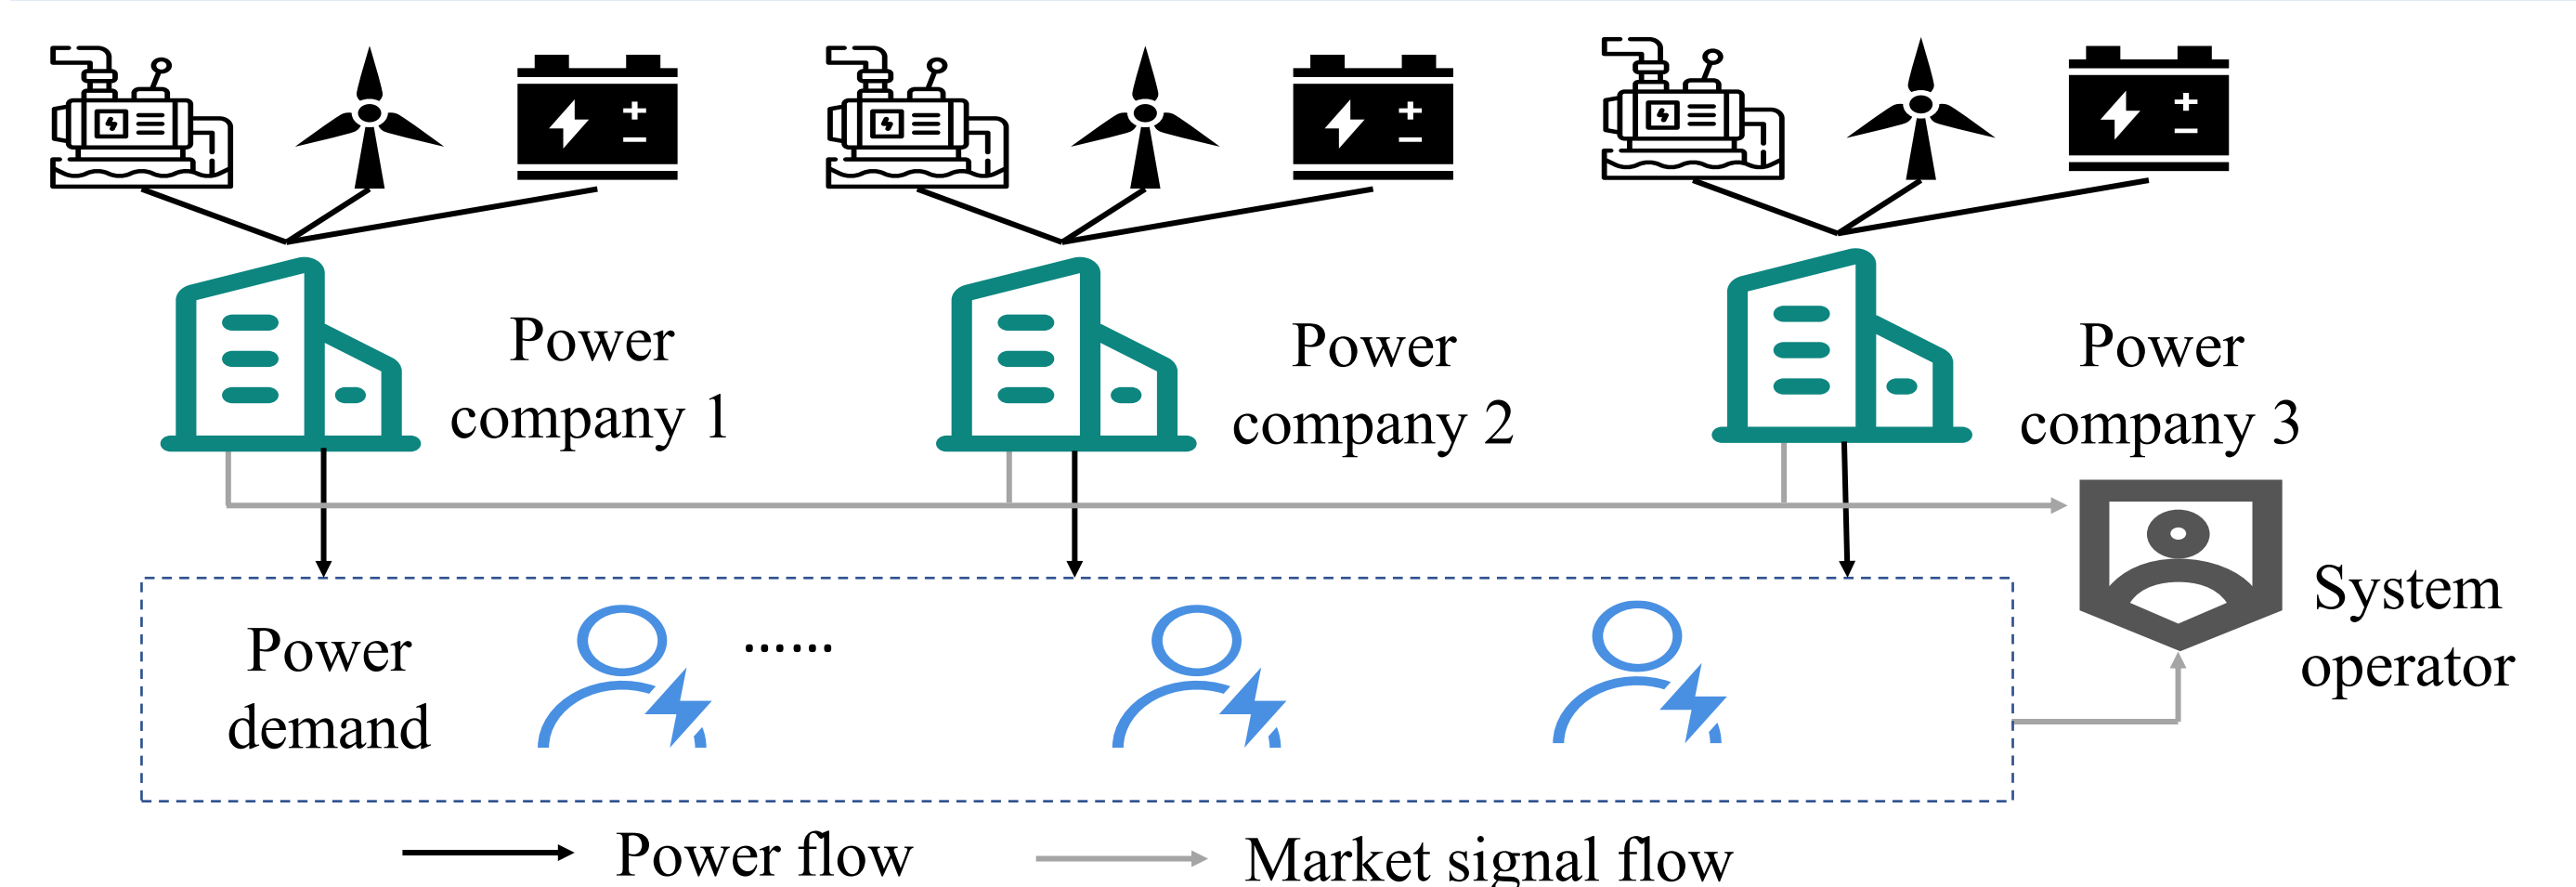 Power
company 1
Power
company 2
Power
company 3
System
operator
Power
demand
......
Power flow
Market signal flow